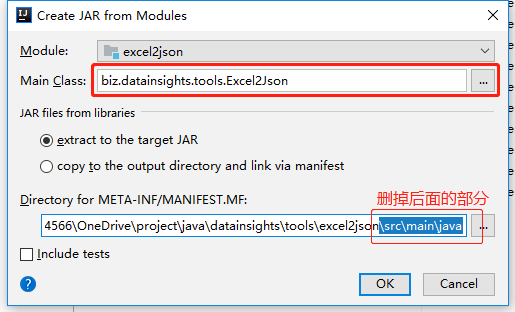 Create JAR from Modules
Module: excel2json
Main Class: biz.datainsights.tools.Excel2Json ...
JAR files from libraries
extract to the target JAR
copy to the output directory and link via manifest
删掉后面的部分
Directory for META-INF/MANIFEST.MF:
4566\OneDrive\project\java\datainsights\tools\excel2json\src\main\java ...
Include tests
? OK Cancel